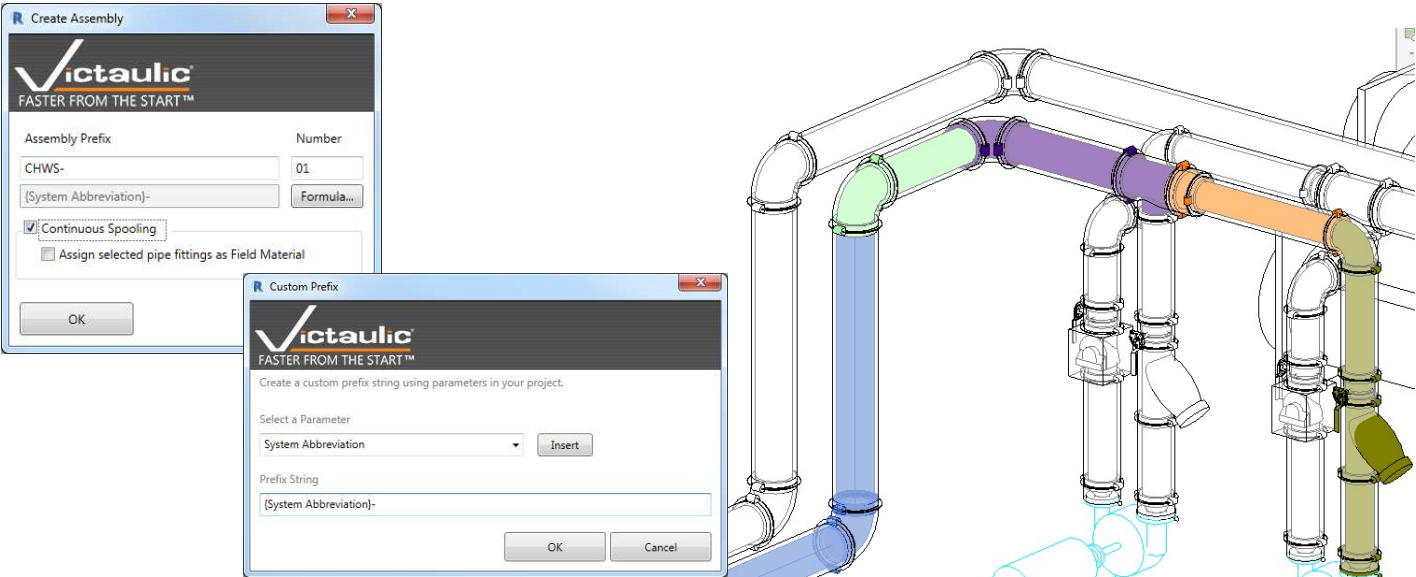 R Create Assembly
Victaulic
FASTER FROM THE START™
Assembly Prefix Number
CHWS- 01
{System Abbreviation}- Formula...
Continuous Spooling
Assign selected pipe fittings as Field Material
OK
R Custom Prefix
Victaulic
FASTER FROM THE START™
Create a custom prefix string using parameters in your project.
Select a Parameter
System Abbreviation Insert
Prefix String
{System Abbreviation}-
OK Cancel